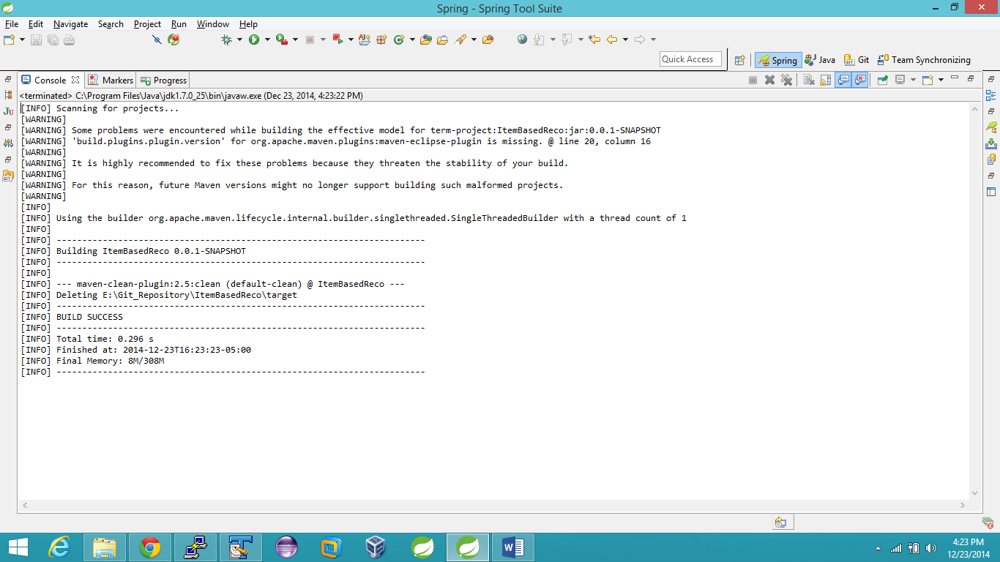 Spring - Spring Tool Suite
File Edit Navigate Search Project Run Window Help
Quick Access
Spring Java Git Team Synchronizing
Console Markers Progress
<terminated> C:\Program Files\Java\jdk1.7.0_25\bin\javaw.exe (Dec 23, 2014, 4:23:22 PM)
[INFO] Scanning for projects...
[WARNING]
[WARNING] Some problems were encountered while building the effective model for term-project:ItemBasedReco:jar:0.0.1-SNAPSHOT
[WARNING] 'build.plugins.plugin.version' for org.apache.maven.plugins:maven-eclipse-plugin is missing. @ line 20, column 16
[WARNING]
[WARNING] It is highly recommended to fix these problems because they threaten the stability of your build.
[WARNING]
[WARNING] For this reason, future Maven versions might no longer support building such malformed projects.
[WARNING]
[INFO]
[INFO] Using the builder org.apache.maven.lifecycle.internal.builder.singlethreaded.SingleThreadedBuilder with a thread count of 1
[INFO]
[INFO] ------------------------------------------------------------------------
[INFO] Building ItemBasedReco 0.0.1-SNAPSHOT
[INFO] ------------------------------------------------------------------------
[INFO]
[INFO] --- maven-clean-plugin:2.5:clean (default-clean) @ ItemBasedReco ---
[INFO] Deleting E:\Git_Repository\ItemBasedReco\target
[INFO] ------------------------------------------------------------------------
[INFO] BUILD SUCCESS
[INFO] ------------------------------------------------------------------------
[INFO] Total time: 0.296 s
[INFO] Finished at: 2014-12-23T16:23:23-05:00
[INFO] Final Memory: 8M/308M
[INFO] ------------------------------------------------------------------------
4:23 PM
12/23/2014